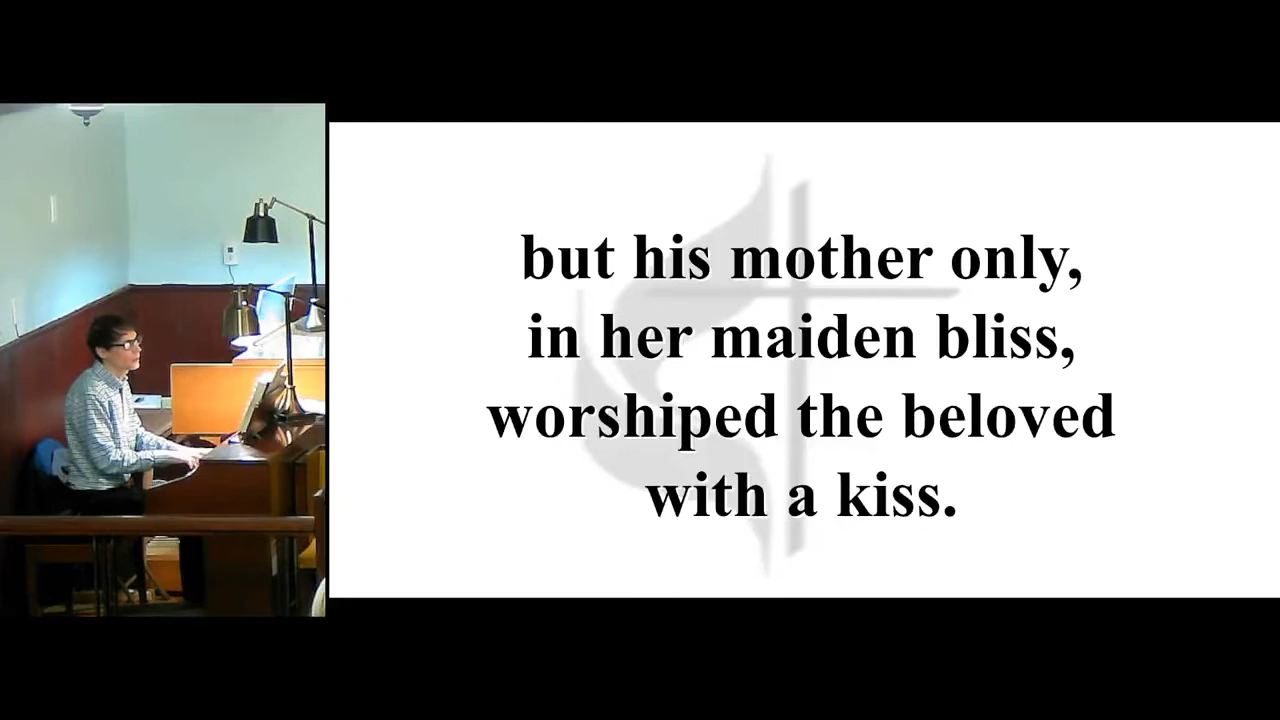 but his mother only,
in her maiden bliss,
worshiped the beloved
with a kiss.